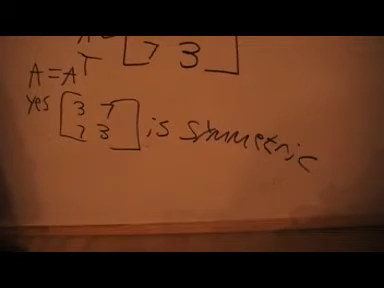 7 3
A = A^T
yes [3 7
7 3] is symmetric